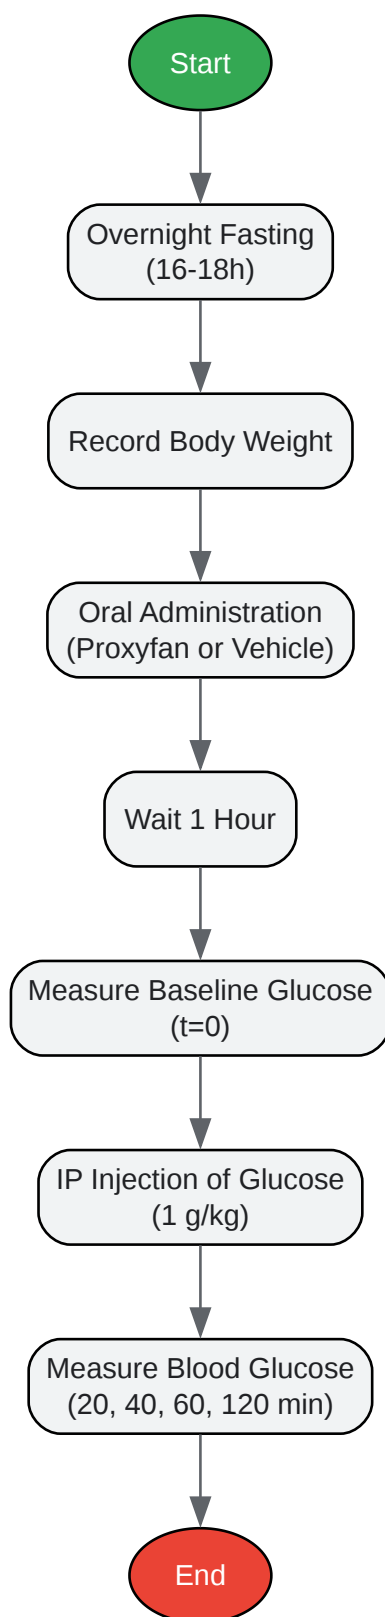 Start
Overnight Fasting
(16-18h)
Record Body Weight
Oral Administration
(Proxyfan or Vehicle)
Wait 1 Hour
Measure Baseline Glucose
(t=0)
IP Injection of Glucose
(1 g/kg)
Measure Blood Glucose
(20, 40, 60, 120 min)
End